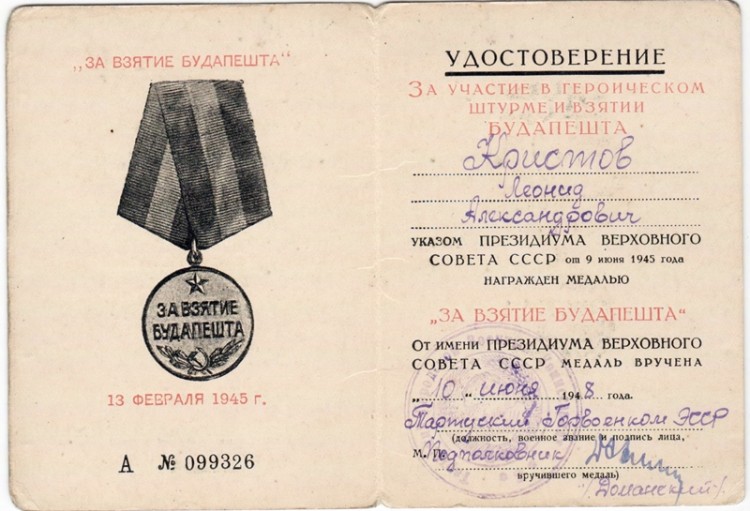 „ЗА ВЗЯТИЕ БУДАПЕШТА"
ЗА ВЗЯТИЕ
БУДАПЕШТА
13 ФЕВРАЛЯ 1945 г.
А № 099326
УДОСТОВЕРЕНИЕ
ЗА УЧАСТИЕ В ГЕРОИЧЕСКОМ
ШТУРМЕ И ВЗЯТИИ
БУДАПЕШТА
Кристов
Леонид
Александрович
УКАЗОМ ПРЕЗИДИУМА ВЕРХОВНОГО
СОВЕТА СССР от 9 июня 1945 года
НАГРАЖДЕН МЕДАЛЬЮ
„ЗА ВЗЯТИЕ БУДАПЕШТА"
ОТ ИМЕНИ ПРЕЗИДИУМА ВЕРХОВНОГО
СОВЕТА СССР МЕДАЛЬ ВРУЧЕНА
„10" июня 1948 года.
Тартуский Горвоенком ЭССР
(должность, военное звание и подпись лица,
М. П. Подполковник
вручившего медаль)
/Доманский/